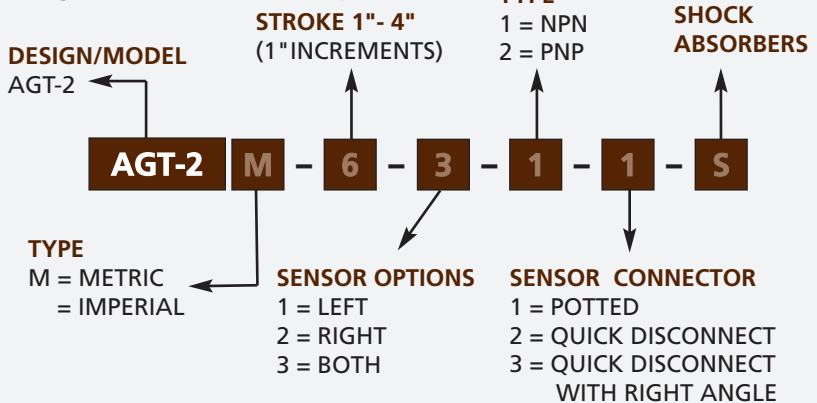 STROKE 1"- 4"
(1"INCREMENTS)
1 = NPN
2 = PNP
SHOCK
ABSORBERS
DESIGN/MODEL
AGT-2
AGT-2 M - 6 - 3 - 1 - 1 - S
TYPE
M = METRIC
= IMPERIAL
SENSOR OPTIONS
1 = LEFT
2 = RIGHT
3 = BOTH
SENSOR CONNECTOR
1 = POTTED
2 = QUICK DISCONNECT
3 = QUICK DISCONNECT
WITH RIGHT ANGLE